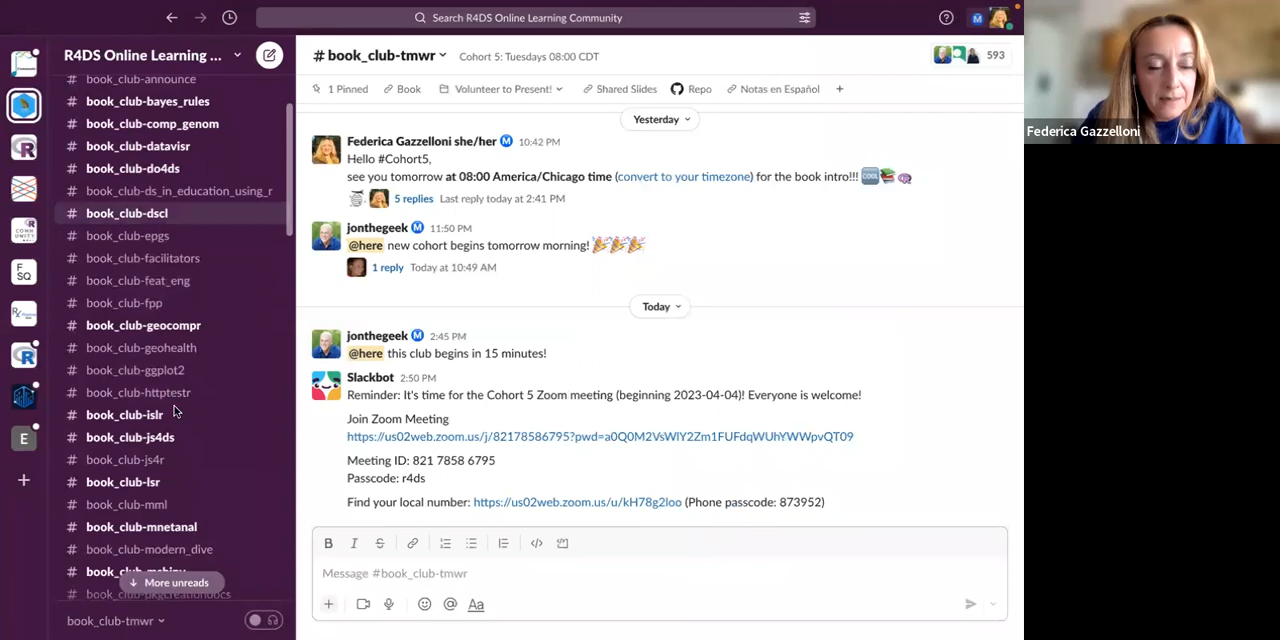 Search R4DS Online Learning Community
R4DS Online Learning ...
book_club-announce
book_club-bayes_rules
book_club-comp_genom
book_club-datavisr
book_club-do4ds
book_club-ds_in_education_using_r
book_club-dscl
book_club-epgs
book_club-facilitators
book_club-feat_eng
book_club-fpp
book_club-geocompr
book_club-geohealth
book_club-ggplot2
book_club-httptestr
book_club-islr
book_club-js4ds
book_club-js4r
book_club-lsr
book_club-mml
book_club-mnetanal
book_club-modern_dive
More unreads
book_club-pkgcreationdocs
book_club-tmwr
F
SQ
E
# book_club-tmwr
Cohort 5: Tuesdays 08:00 CDT
593
1 Pinned
Book
Volunteer to Present!
Shared Slides
Repo
Notas en Español
Yesterday
Federica Gazzelloni she/her 10:42 PM
Hello #Cohort5,
see you tomorrow at 08:00 America/Chicago time (convert to your timezone) for the book intro!!!
5 replies Last reply today at 2:41 PM
jonthegeek 11:50 PM
@here new cohort begins tomorrow morning!
1 reply Today at 10:49 AM
Today
jonthegeek 2:45 PM
@here this club begins in 15 minutes!
Slackbot 2:50 PM
Reminder: It's time for the Cohort 5 Zoom meeting (beginning 2023-04-04)! Everyone is welcome!
Join Zoom Meeting
https://us02web.zoom.us/j/82178586795?pwd=a0Q0M2VsWlY2Zm1FUFdqWUhYWWpvQT09
Meeting ID: 821 7858 6795
Passcode: r4ds
Find your local number: https://us02web.zoom.us/u/kH78g2loo (Phone passcode: 873952)
Message #book_club-tmwr
Federica Gazzelloni